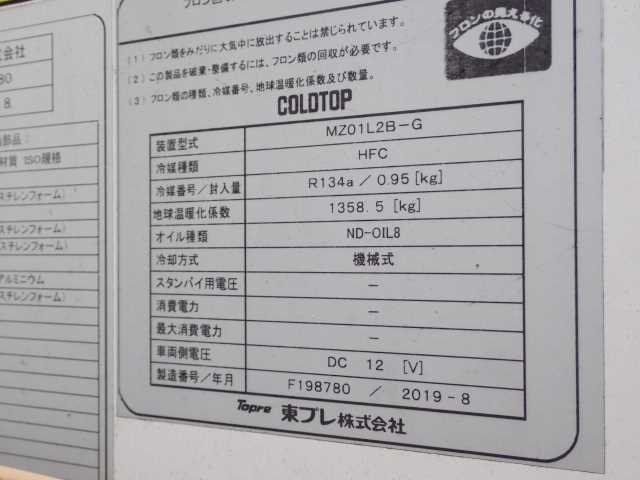 フロン回収
(1) フロン類をみだりに大気中に放出することは禁じられています。
(2) この製品を破棄・整備するには、フロン類の回収が必要です。
(3) フロン類の種類、冷媒番号、地球温暖化係数及び数量。
フロンの見える化
COLDTOP
装置型式 MZ01L2B-G
冷媒種類 HFC
冷媒番号/封入量 R134a / 0.95 [kg]
地球温暖化係数 1358.5 [kg]
オイル種類 ND-OIL8
冷却方式 機械式
スタンバイ用電圧 -
消費電力 -
最大消費電力 -
車両側電圧 DC 12 [V]
製造番号/年月 F198780 / 2019-8
Topre 東プレ株式会社
式会社
80
8
部品:
材質 ISO規格
スチレンフォーム)
スチレンフォーム)
スチレンフォーム)
アルミニウム
スチレンフォーム)